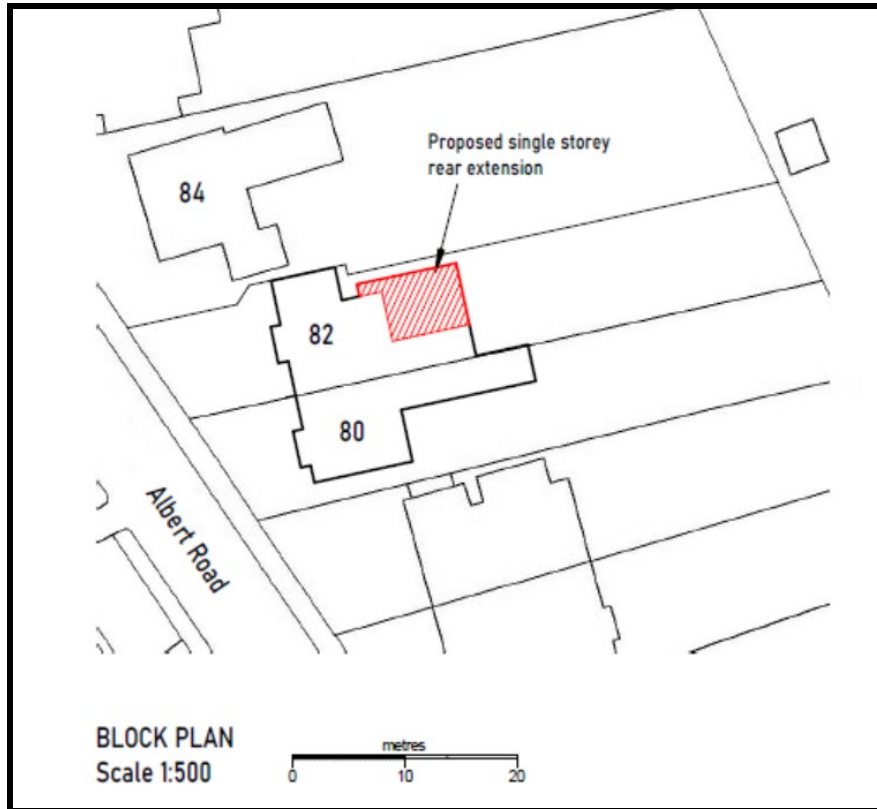 Proposed single storey
rear extension
84
82
80
Albert Road
BLOCK PLAN
Scale 1:500
metres
0 10 20